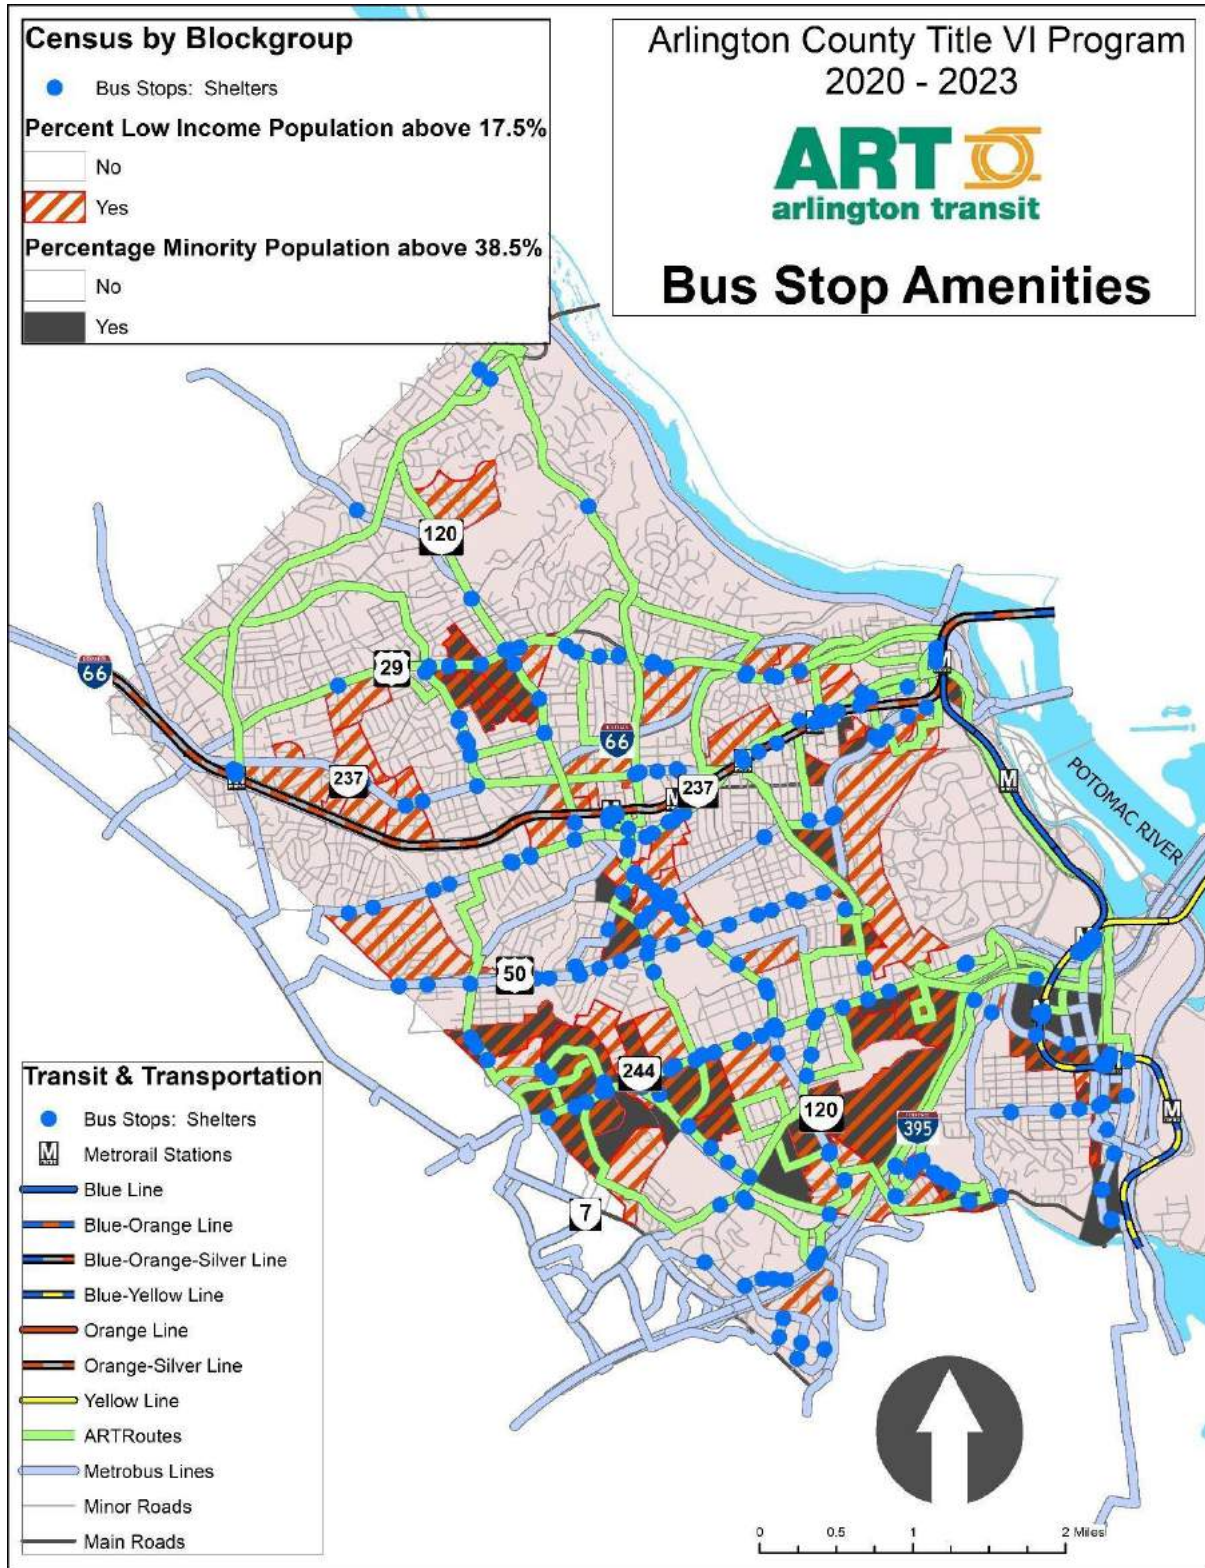 Census by Blockgroup
Bus Stops: Shelters
Percent Low Income Population above 17.5%
No
Yes
Percentage Minority Population above 38.5%
No
Yes
Arlington County Title VI Program
2020 - 2023
ART
arlington transit
Bus Stop Amenities
120
29
66
66
237
237
M
M
M
M
M
M
POTOMAC RIVER
50
244
120
395
7
M
Transit & Transportation
Bus Stops: Shelters
M Metrorail Stations
Blue Line
Blue-Orange Line
Blue-Orange-Silver Line
Blue-Yellow Line
Orange Line
Orange-Silver Line
Yellow Line
ARTRoutes
Metrobus Lines
Minor Roads
Main Roads
0 0.5 1 2 Miles